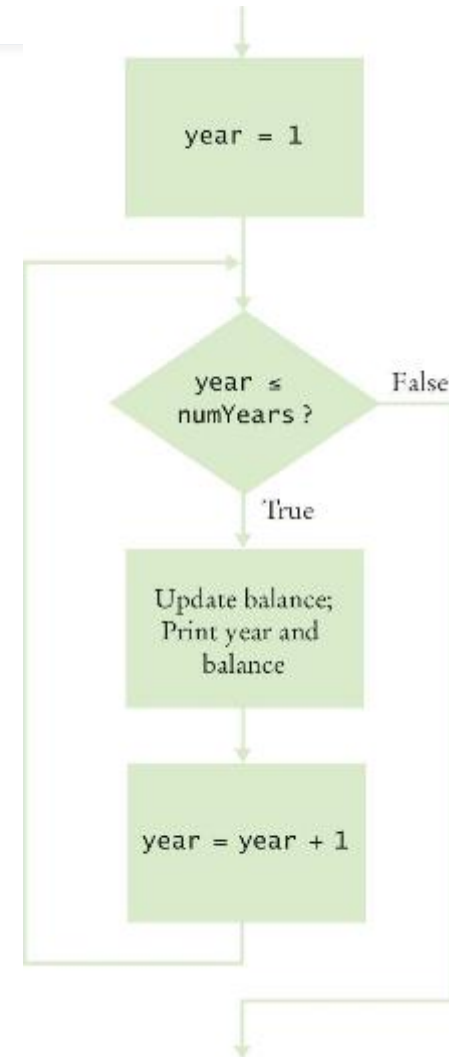 year = 1
year ≤
numYears ?
False
True
Update balance;
Print year and
balance
year = year + 1